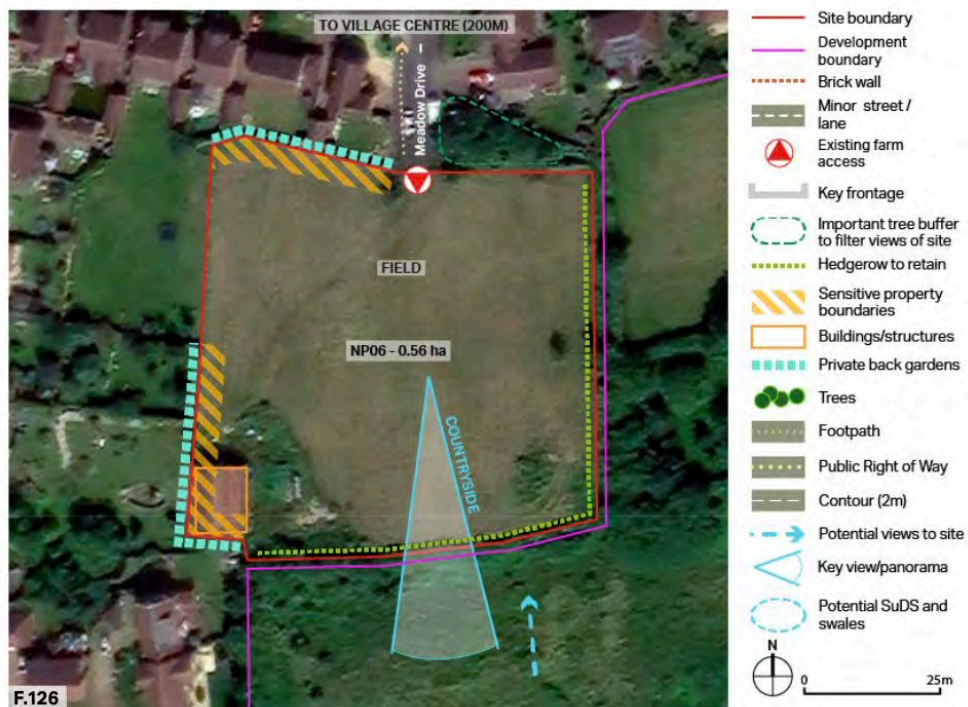 TO VILLAGE CENTRE (200M)
Meadow Drive
FIELD
NP06 - 0.56 ha
COUNTRYSIDE
F.126
Site boundary
Development
boundary
Brick wall
Minor street /
lane
Existing farm
access
Key frontage
Important tree buffer
to filter views of site
Hedgerow to retain
Sensitive property
boundaries
Buildings/structures
Private back gardens
Trees
Footpath
Public Right of Way
Contour (2m)
Potential views to site
Key view/panorama
Potential SuDS and
swales
N
0
25m